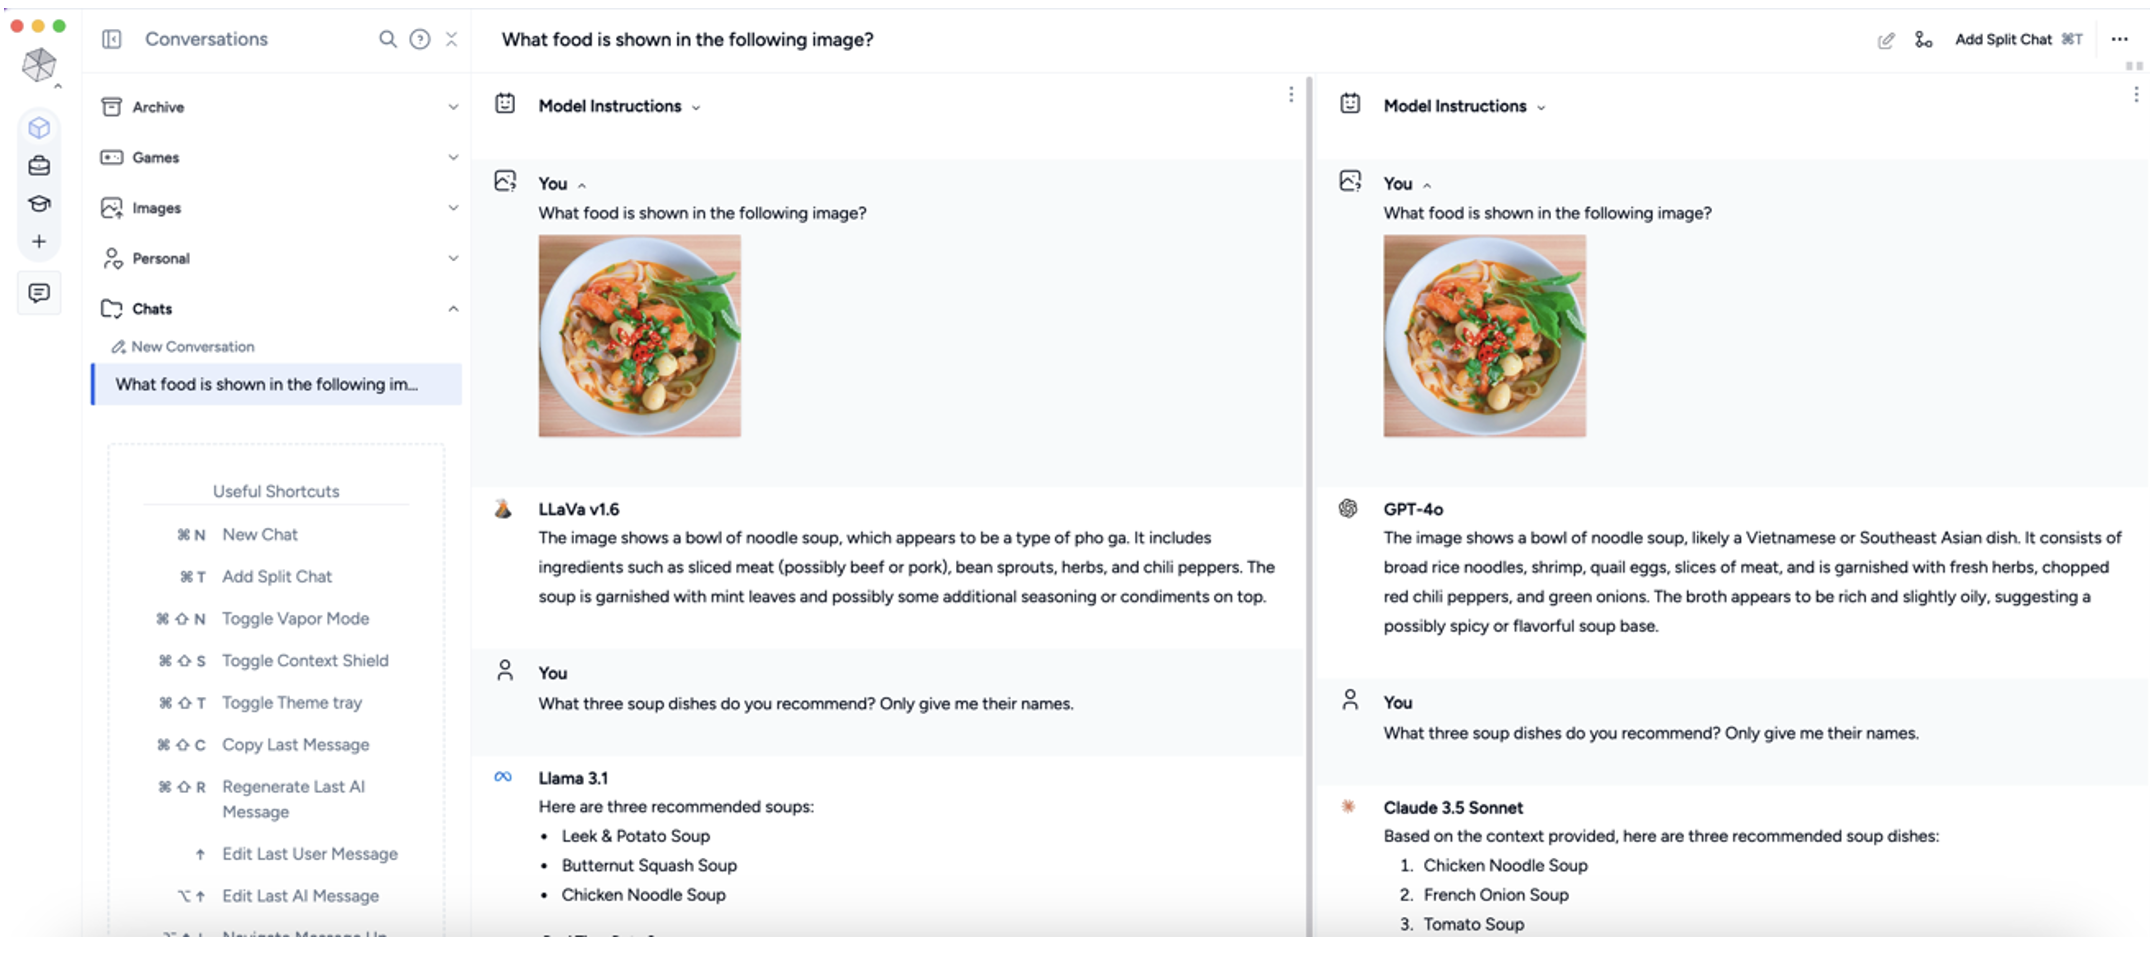 Conversations
Archive
Games
Images
Personal
Chats
New Conversation
What food is shown in the following im...
Useful Shortcuts
⌘ N New Chat
⌘ T Add Split Chat
⌘ ⇧ N Toggle Vapor Mode
⌘ ⇧ S Toggle Context Shield
⌘ ⇧ T Toggle Theme tray
⌘ ⇧ C Copy Last Message
⌘ ⇧ R Regenerate Last AI
Message
↑ Edit Last User Message
⌥ ↑ Edit Last AI Message
Navigate Message Up
What food is shown in the following image?
Add Split Chat ⌘T
Model Instructions
You
What food is shown in the following image?
LLaVa v1.6
The image shows a bowl of noodle soup, which appears to be a type of pho ga. It includes
ingredients such as sliced meat (possibly beef or pork), bean sprouts, herbs, and chili peppers. The
soup is garnished with mint leaves and possibly some additional seasoning or condiments on top.
You
What three soup dishes do you recommend? Only give me their names.
Llama 3.1
Here are three recommended soups:
• Leek & Potato Soup
• Butternut Squash Soup
• Chicken Noodle Soup
Model Instructions
You
What food is shown in the following image?
GPT-4o
The image shows a bowl of noodle soup, likely a Vietnamese or Southeast Asian dish. It consists of
broad rice noodles, shrimp, quail eggs, slices of meat, and is garnished with fresh herbs, chopped
red chili peppers, and green onions. The broth appears to be rich and slightly oily, suggesting a
possibly spicy or flavorful soup base.
You
What three soup dishes do you recommend? Only give me their names.
Claude 3.5 Sonnet
Based on the context provided, here are three recommended soup dishes:
1. Chicken Noodle Soup
2. French Onion Soup
3. Tomato Soup